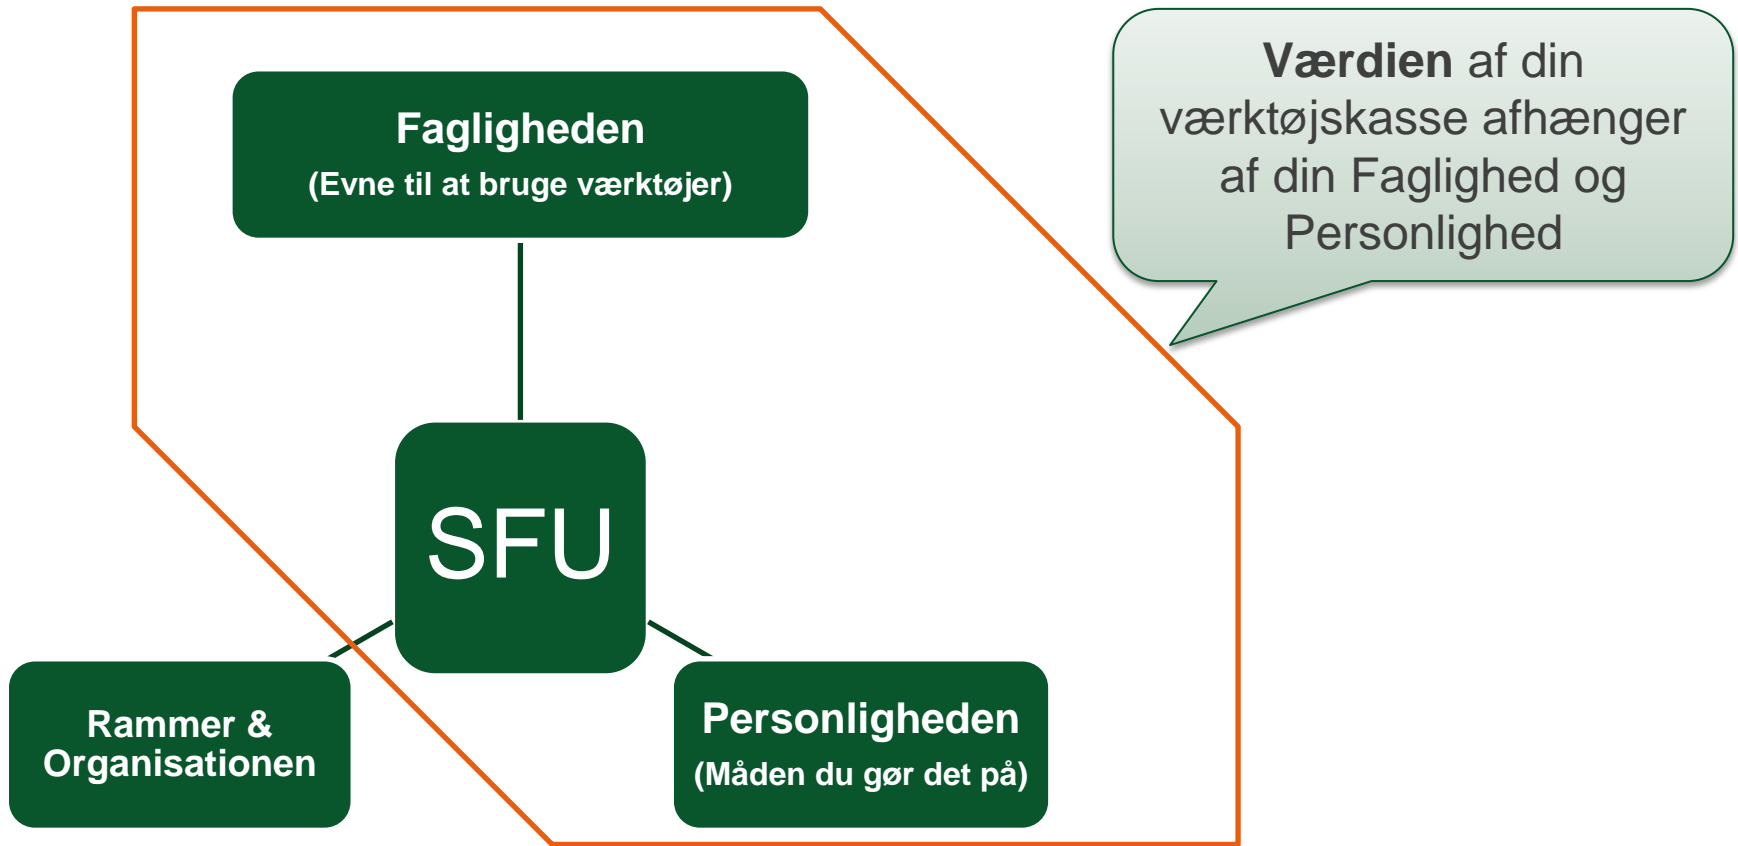 Fagligheden
(Evne til at bruge værktøjer)
Værdien af din
værktøjskasse afhænger
af din Faglighed og
Personlighed
SFU
Rammer &
Organisationen
Personligheden
(Måden du gør det på)